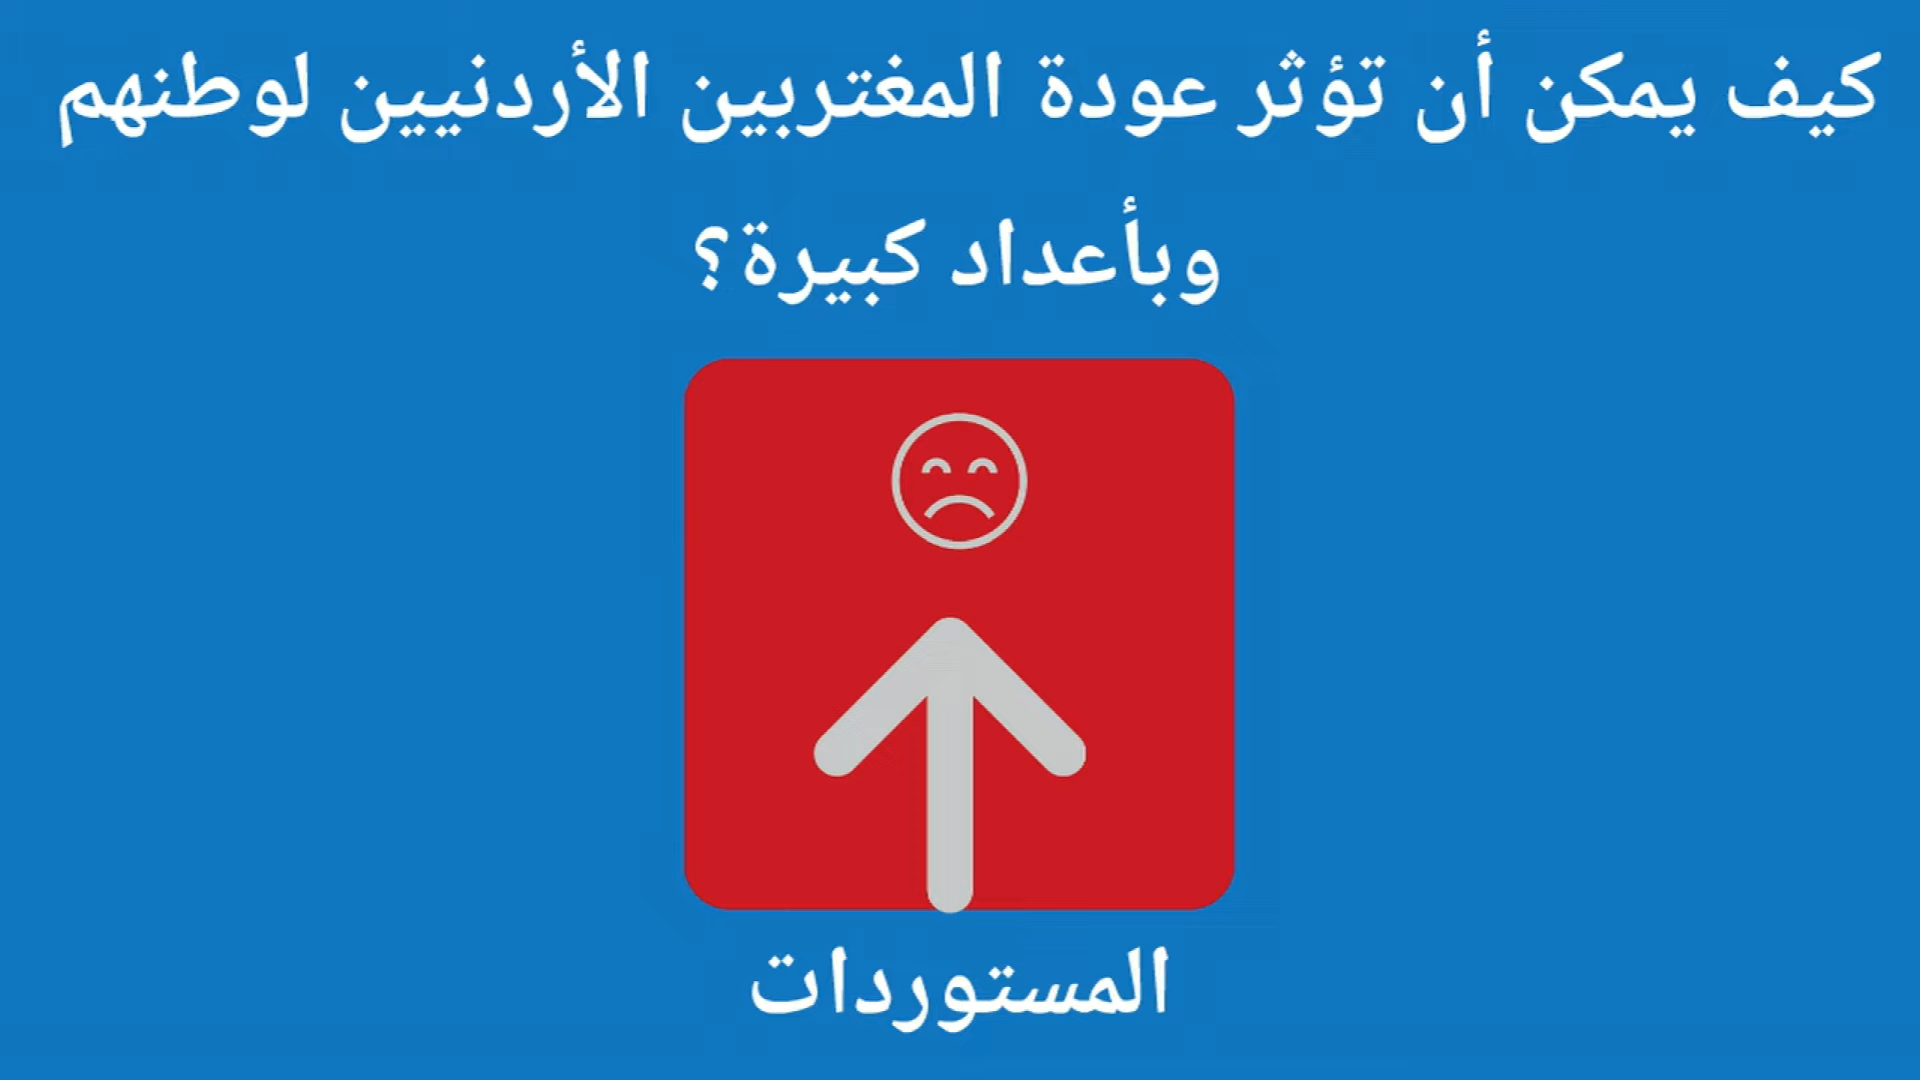 كيف يمكن أن تؤثر عودة المغتربين الأردنيين لوطنهم
وبأعداد كبيرة؟
المستوردات